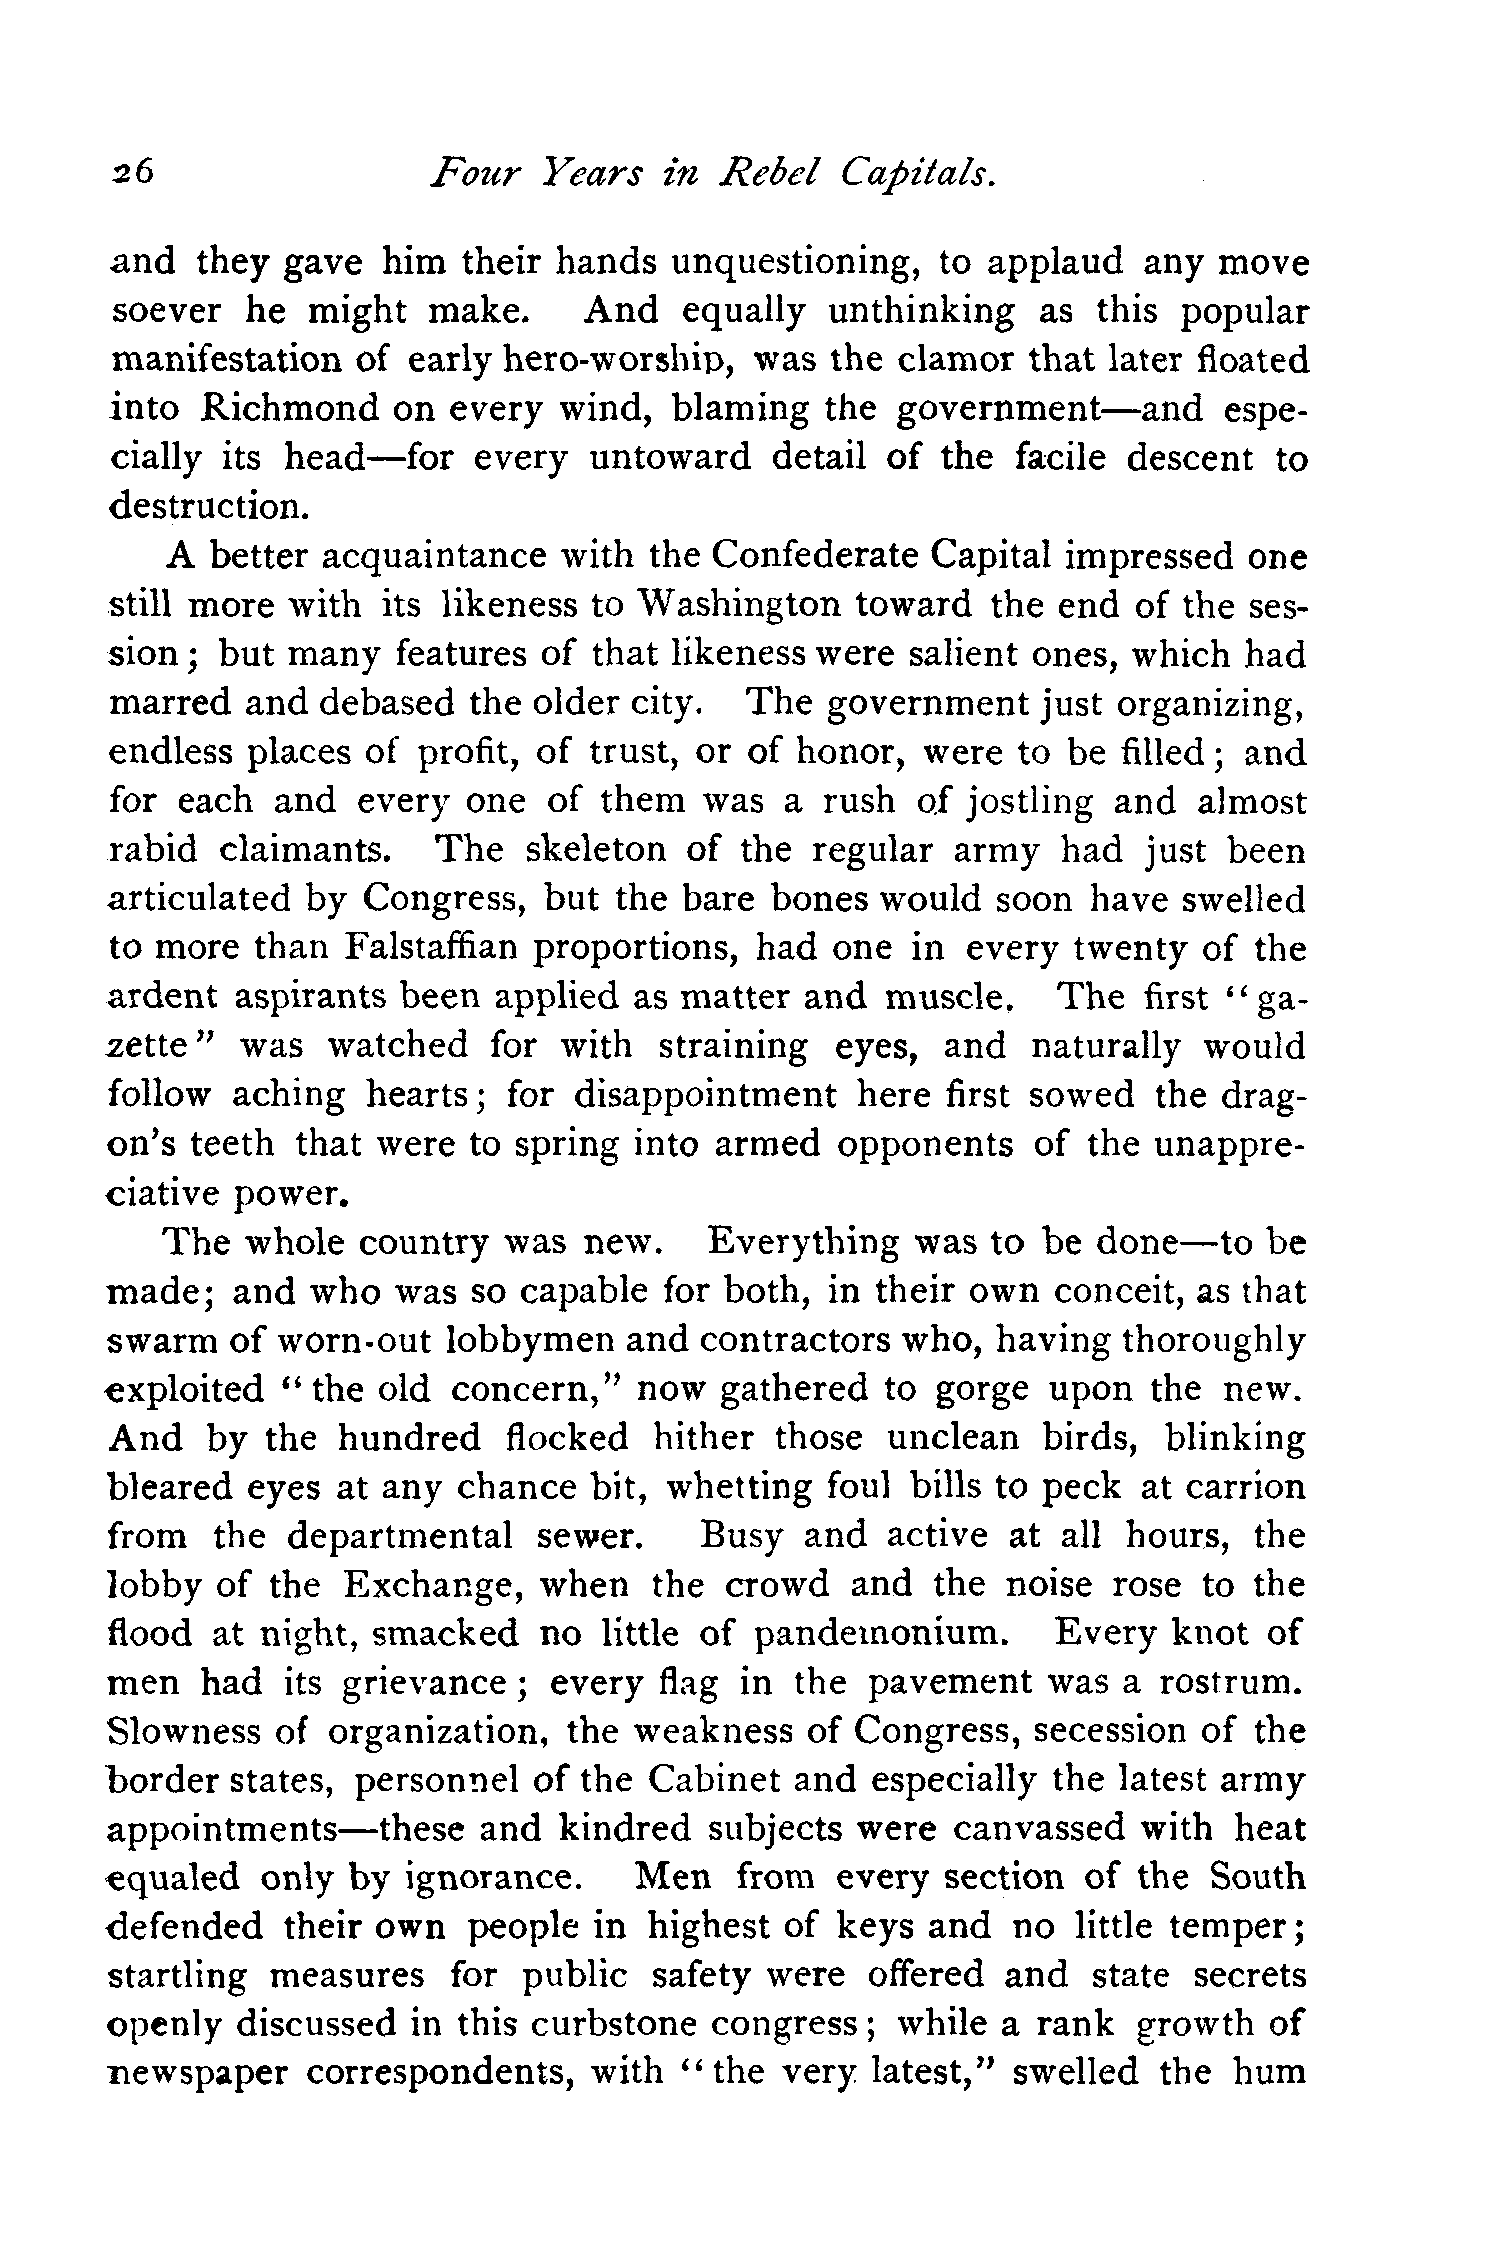 26 Four Years in Rebel Capitals.
and they gave him their hands unquestioning, to applaud any move
soever he might make. And equally unthinking as this popular
manifestation of early hero-worship, was the clamor that later floated
into Richmond on every wind, blaming the government—and espe-
cially its head—for every untoward detail of the facile descent to
destruction.
A better acquaintance with the Confederate Capital impressed one
still more with its likeness to Washington toward the end of the ses-
sion; but many features of that likeness were salient ones, which had
marred and debased the older city. The government just organizing,
endless places of profit, of trust, or of honor, were to be filled; and
for each and every one of them was a rush of jostling and almost
rabid claimants. The skeleton of the regular army had just been
articulated by Congress, but the bare bones would soon have swelled
to more than Falstaffian proportions, had one in every twenty of the
ardent aspirants been applied as matter and muscle. The first "ga-
zette" was watched for with straining eyes, and naturally would
follow aching hearts; for disappointment here first sowed the drag-
on's teeth that were to spring into armed opponents of the unappre-
ciative power.
The whole country was new. Everything was to be done—to be
made; and who was so capable for both, in their own conceit, as that
swarm of worn-out lobbymen and contractors who, having thoroughly
exploited "the old concern," now gathered to gorge upon the new.
And by the hundred flocked hither those unclean birds, blinking
bleared eyes at any chance bit, whetting foul bills to peck at carrion
from the departmental sewer. Busy and active at all hours, the
lobby of the Exchange, when the crowd and the noise rose to the
flood at night, smacked no little of pandemonium. Every knot of
men had its grievance; every flag in the pavement was a rostrum.
Slowness of organization, the weakness of Congress, secession of the
border states, personnel of the Cabinet and especially the latest army
appointments—these and kindred subjects were canvassed with heat
equaled only by ignorance. Men from every section of the South
defended their own people in highest of keys and no little temper;
startling measures for public safety were offered and state secrets
openly discussed in this curbstone congress; while a rank growth of
newspaper correspondents, with "the very latest," swelled the hum